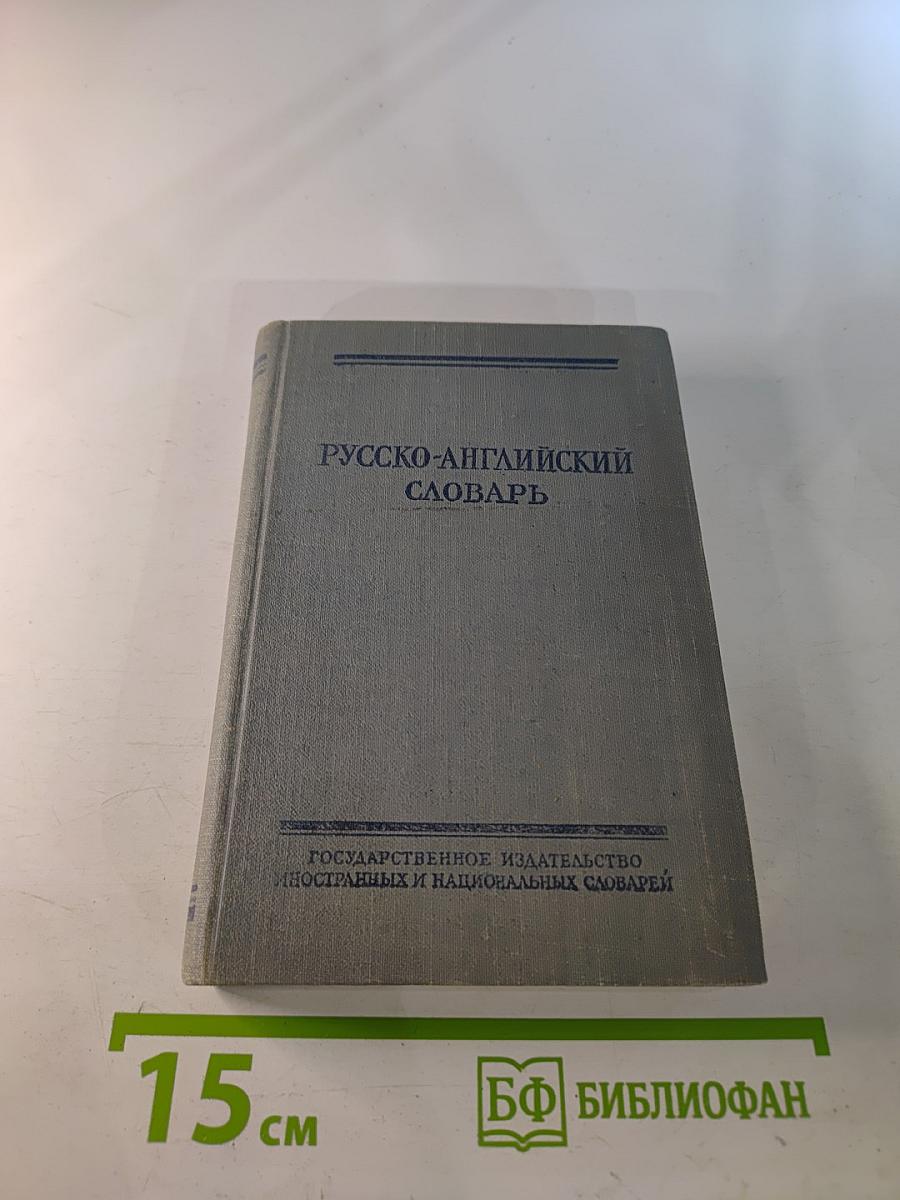 РУССКО-АНГЛИЙСКИЙ
СЛОВАРЬ
ГОСУДАРСТВЕННОЕ ИЗДАТЕЛЬСТВО
ИНОСТРАННЫХ И НАЦИОНАЛЬНЫХ СЛОВАРЕЙ
15 см
БФ БИБЛИОФАН